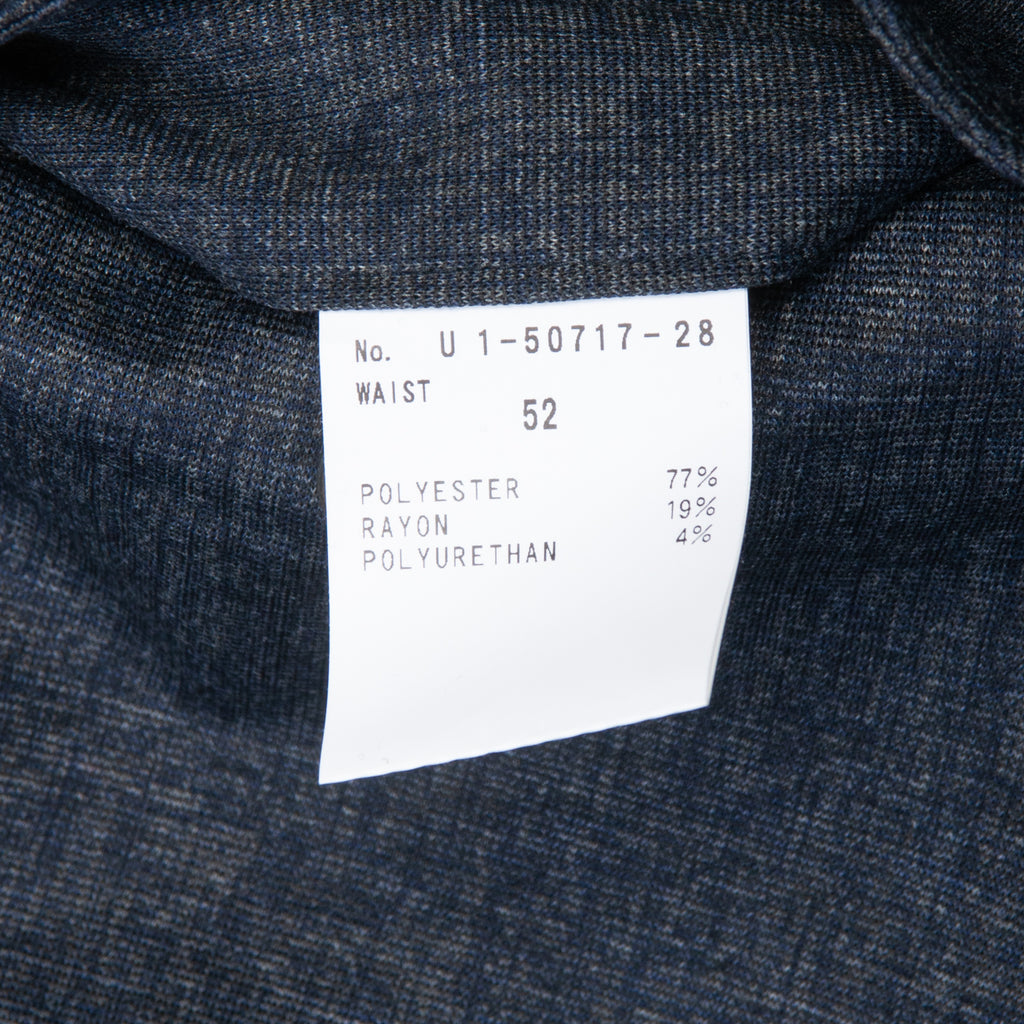 No. U 1-50717-28
WAIST
52
POLYESTER 77%
RAYON 19%
POLYURETHAN 4%